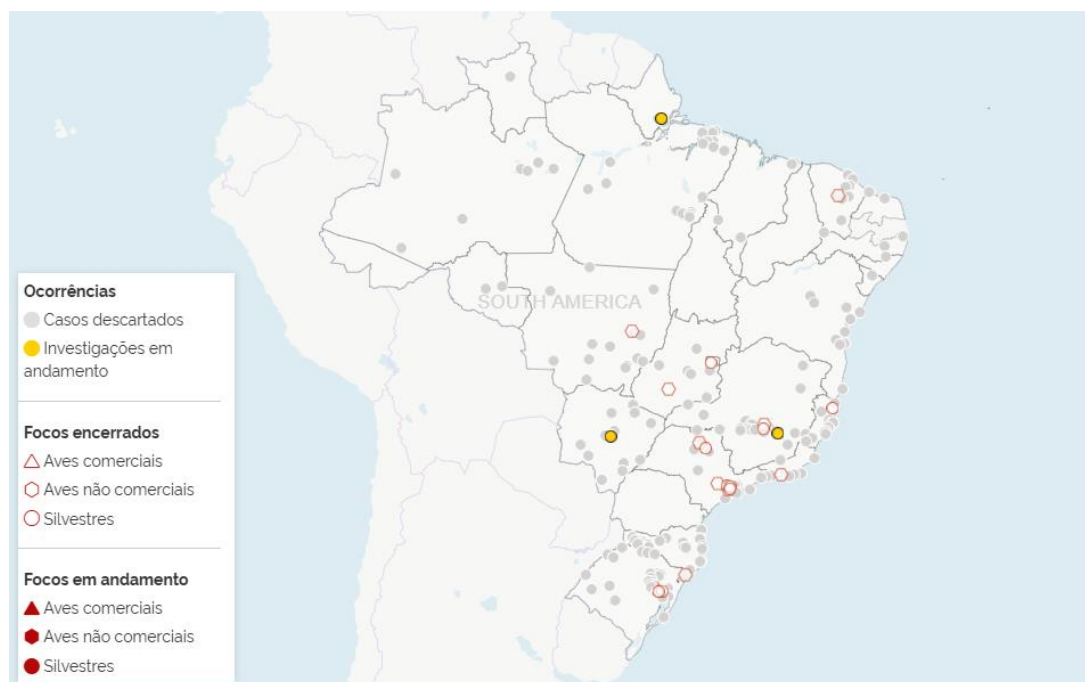 SOUTH AMERICA
Ocorrências
Casos descartados
Investigações em
andamento
Focos encerrados
Aves comerciais
Aves não comerciais
Silvestres
Focos em andamento
Aves comerciais
Aves não comerciais
Silvestres